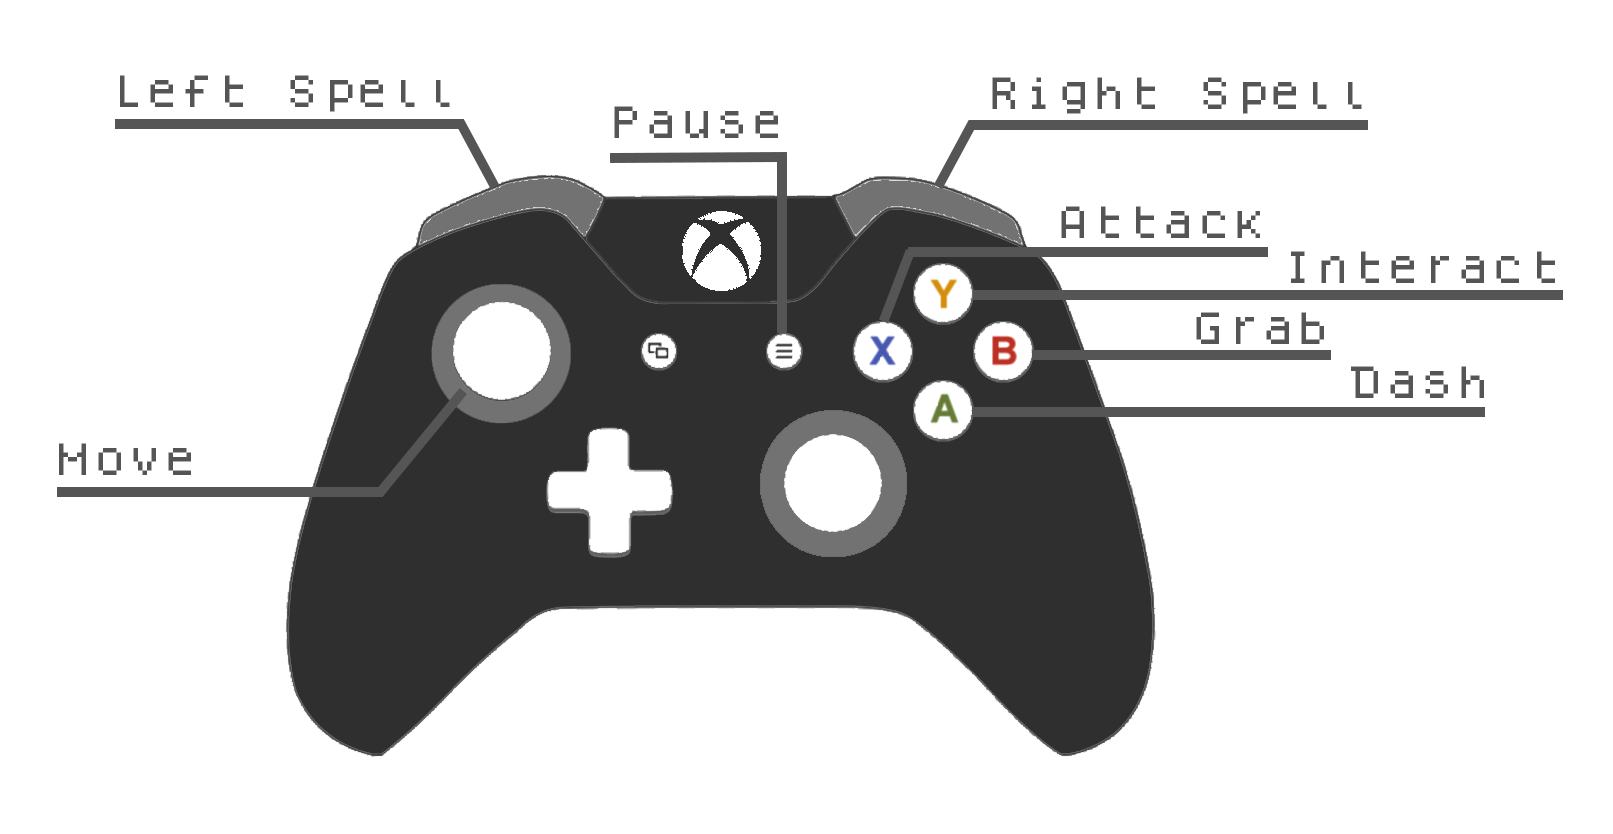 Left Spell
Right Spell
Pause
Attack
Interact
Grab
Dash
Move
Y
X
B
A